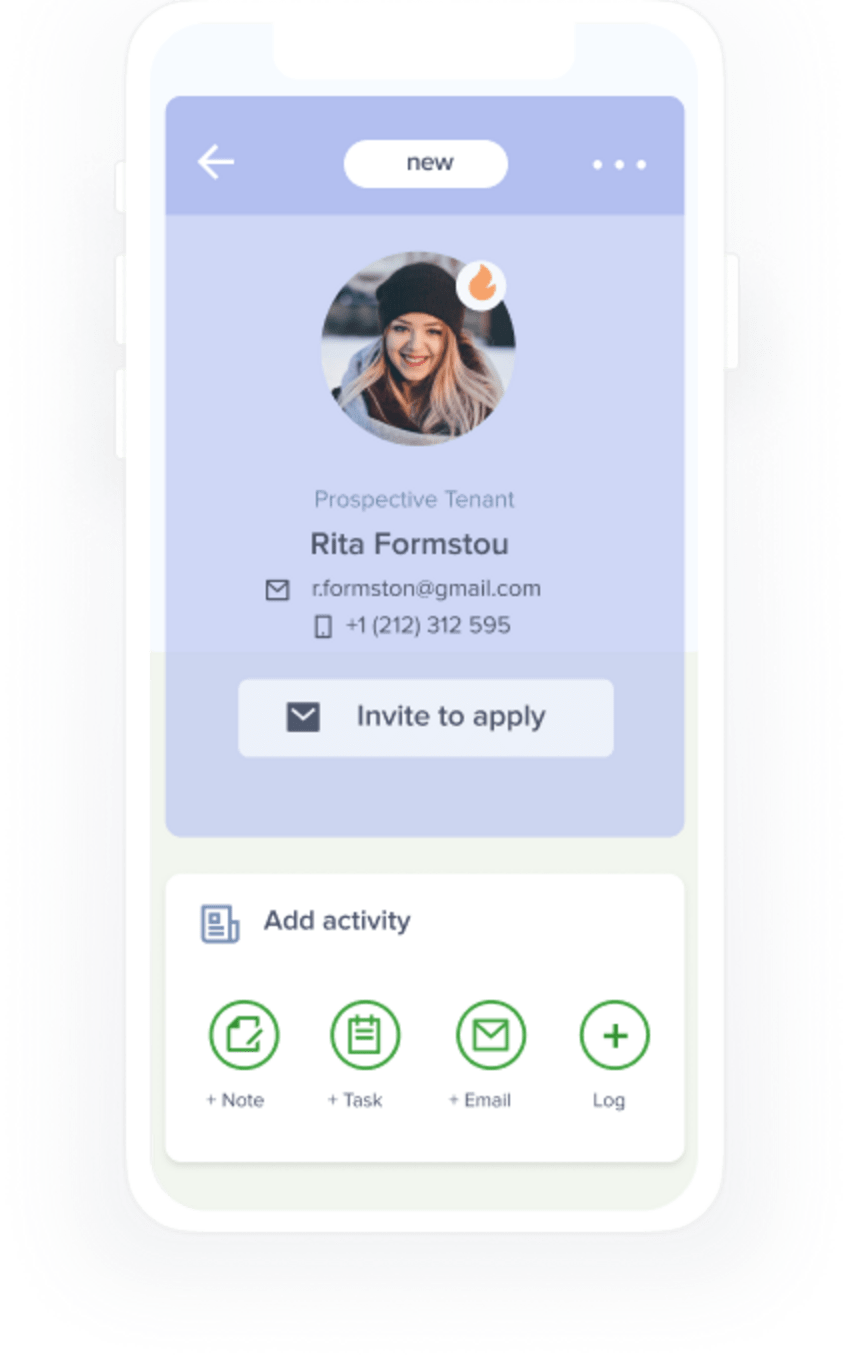 new
Prospective Tenant
Rita Formstou
r.formston@gmail.com
+1 (212) 312 595
Invite to apply
Add activity
+ Note + Task + Email Log